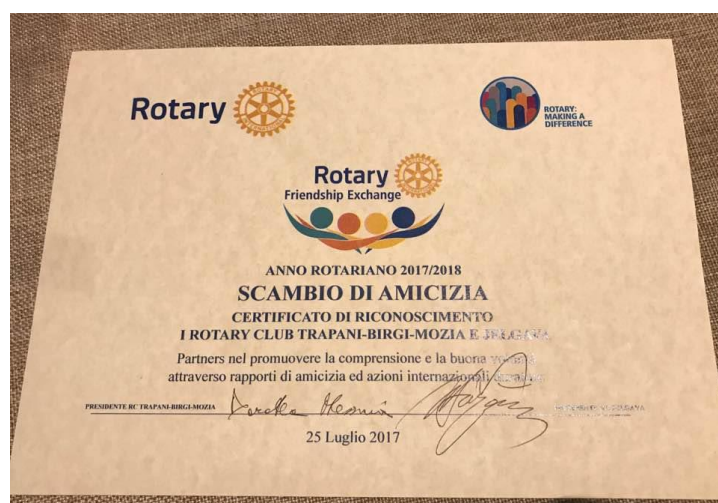 Rotary
ROTARY:
MAKING A
DIFFERENCE
Rotary
Friendship Exchange
ANNO ROTARIANO 2017/2018
SCAMBIO DI AMICIZIA
CERTIFICATO DI RICONOSCIMENTO
I ROTARY CLUB TRAPANI-BIRGI-MOZIA E JELGAVA
Partners nel promuovere la comprensione e la buona
attraverso rapporti di amicizia ed azioni internazionali
PRESIDENTE RC TRAPANI-BIRGI-MOZIA
25 Luglio 2017